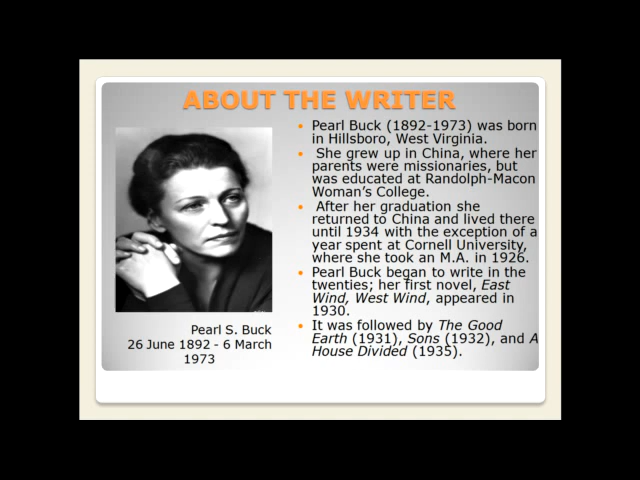 ABOUT THE WRITER
Pearl Buck (1892-1973) was born
in Hillsboro, West Virginia.
She grew up in China, where her
parents were missionaries, but
was educated at Randolph-Macon
Woman's College.
After her graduation she
returned to China and lived there
until 1934 with the exception of a
year spent at Cornell University,
where she took an M.A. in 1926.
Pearl Buck began to write in the
twenties; her first novel, East
Wind, West Wind, appeared in
1930.
It was followed by The Good
Earth (1931), Sons (1932), and A
House Divided (1935).
Pearl S. Buck
26 June 1892 - 6 March
1973